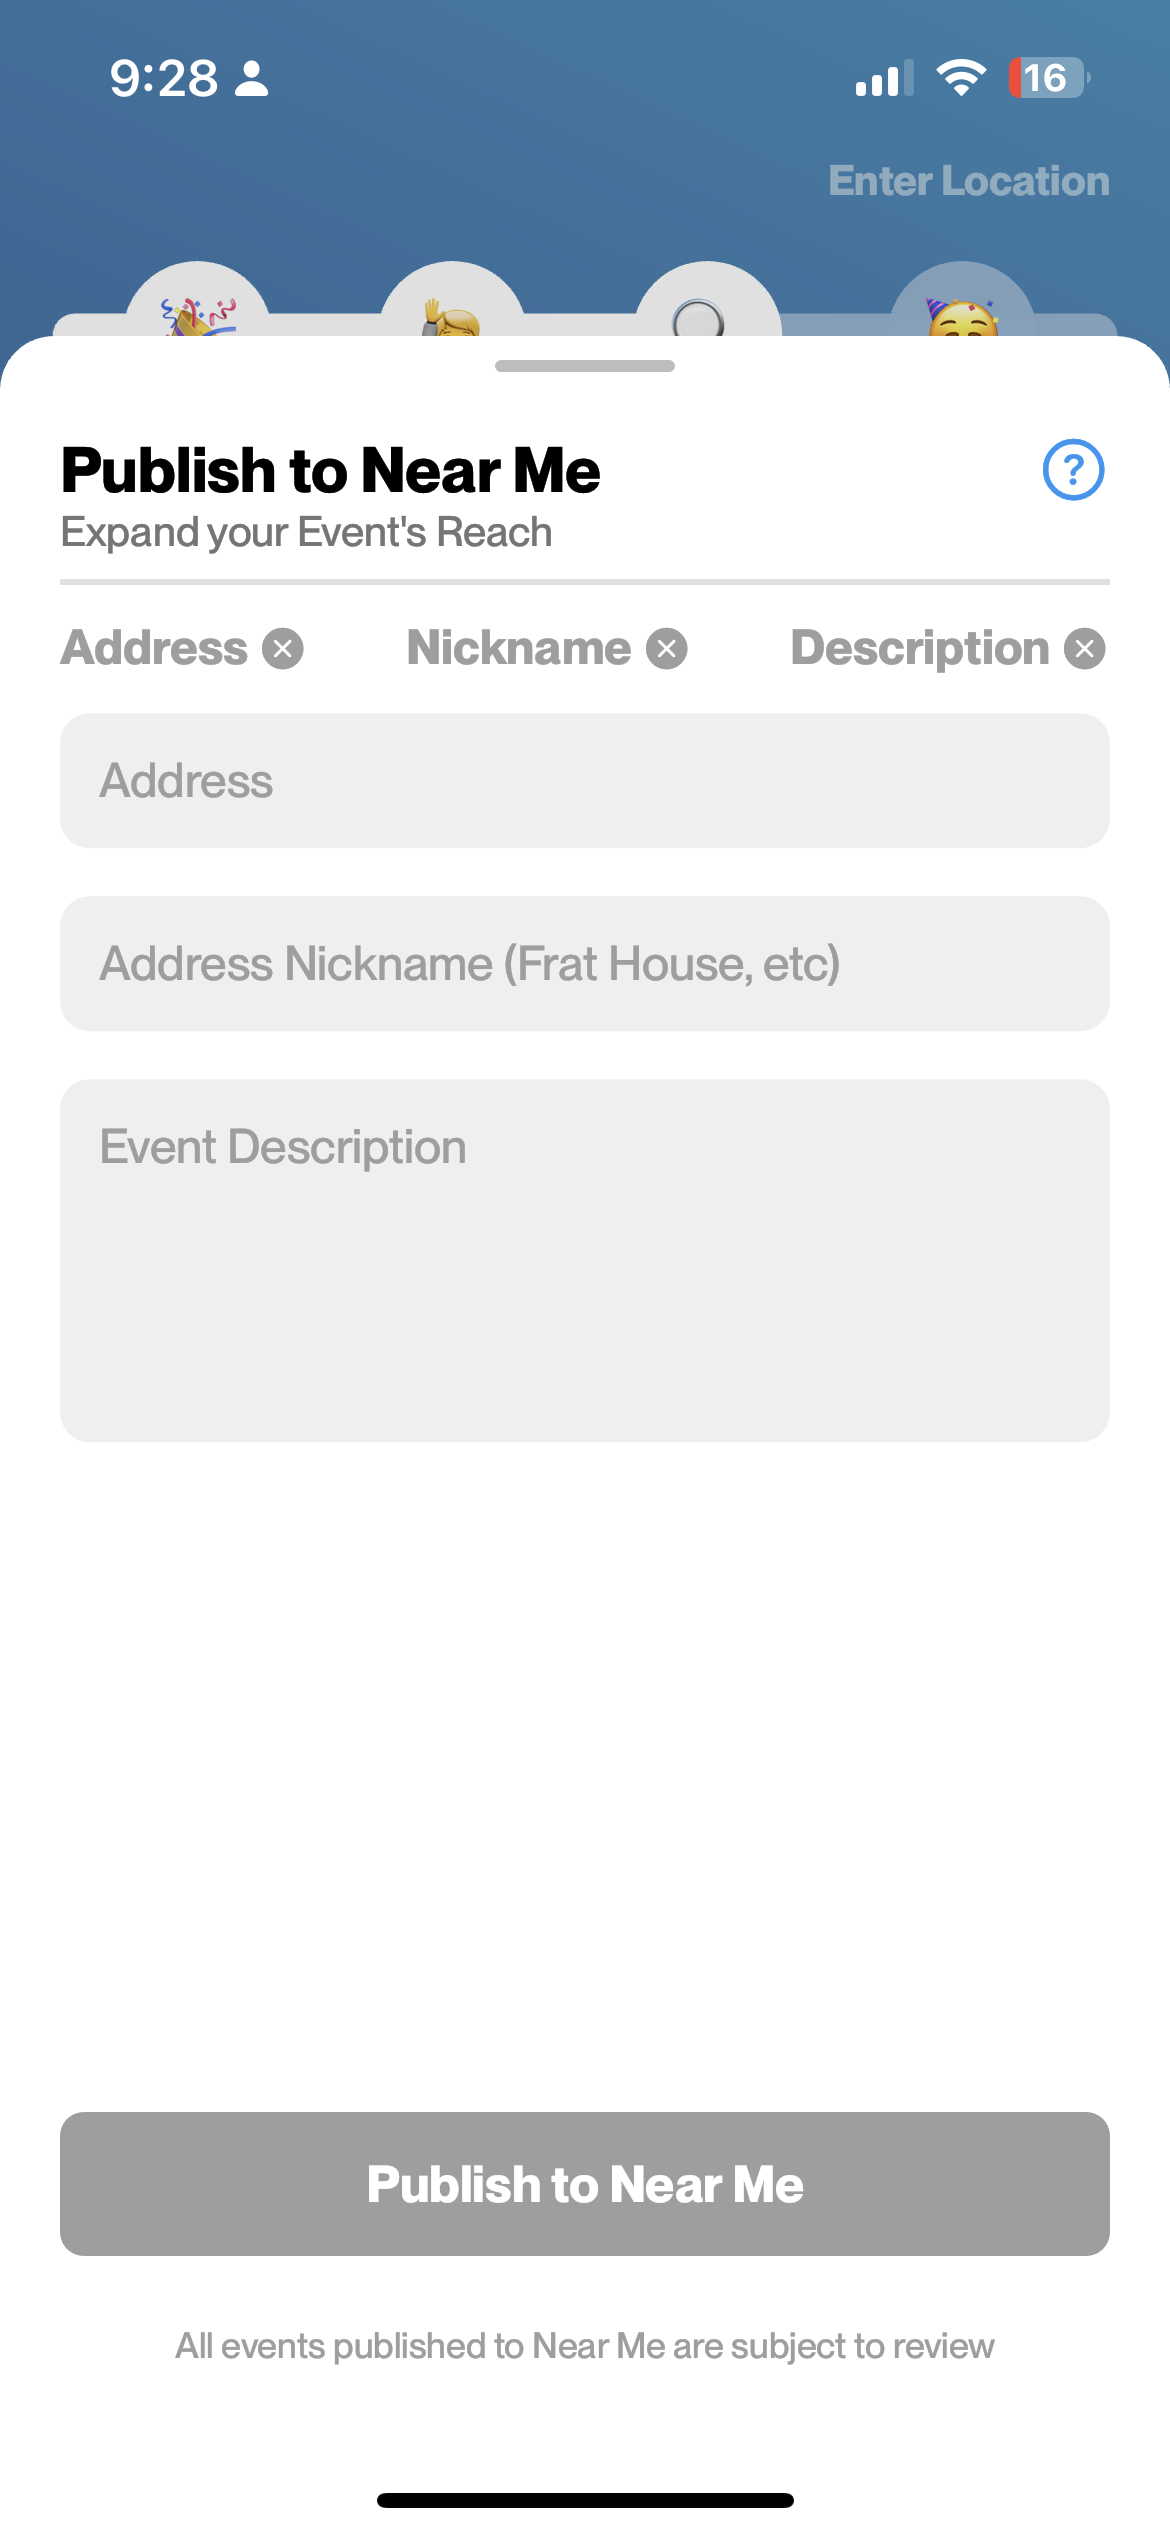 9:28
16
Enter Location
Publish to Near Me
?
Expand your Event's Reach
Address Nickname Description
Address
Address Nickname (Frat House, etc)
Event Description
Publish to Near Me
All events published to Near Me are subject to review